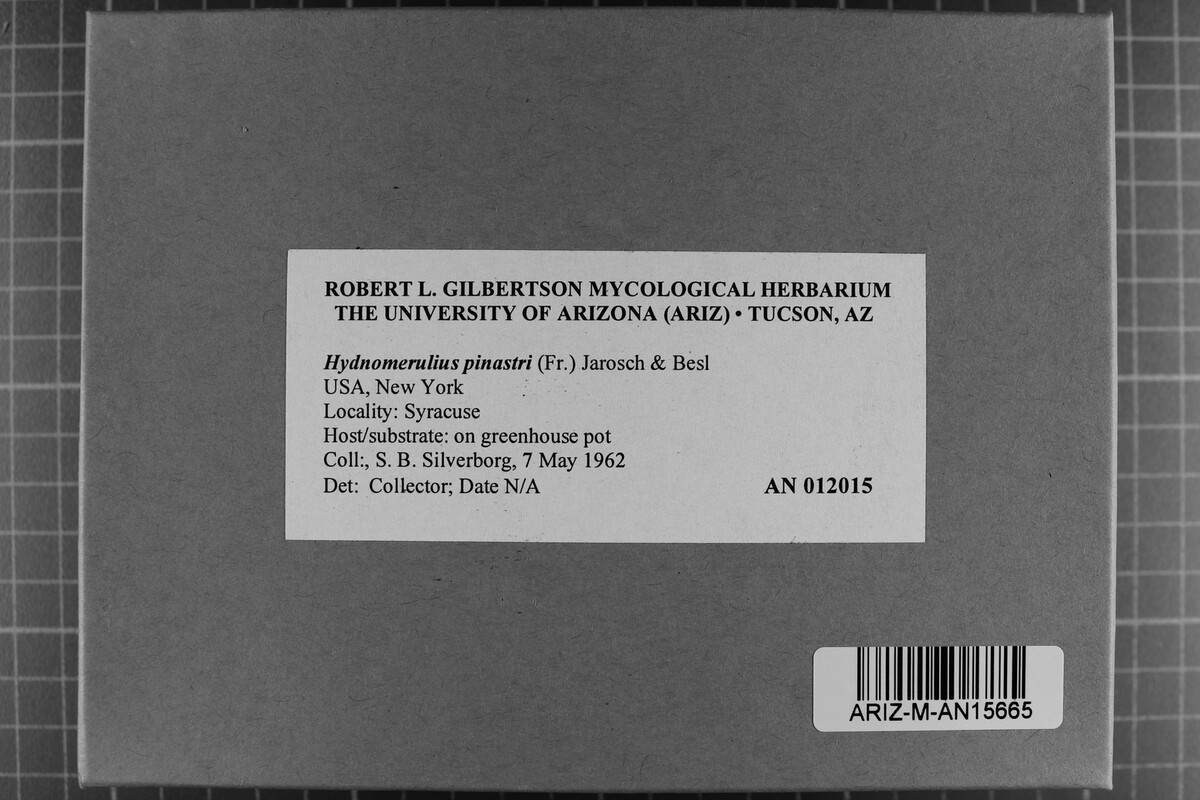 ROBERT L. GILBERTSON MYCOLOGICAL HERBARIUM
THE UNIVERSITY OF ARIZONA (ARIZ) • TUCSON, AZ
Hydnomerulius pinastri (Fr.) Jarosch & Besl
USA, New York
Locality: Syracuse
Host/substrate: on greenhouse pot
Coll:, S. B. Silverborg, 7 May 1962
Det: Collector; Date N/A AN 012015
ARIZ-M-AN15665